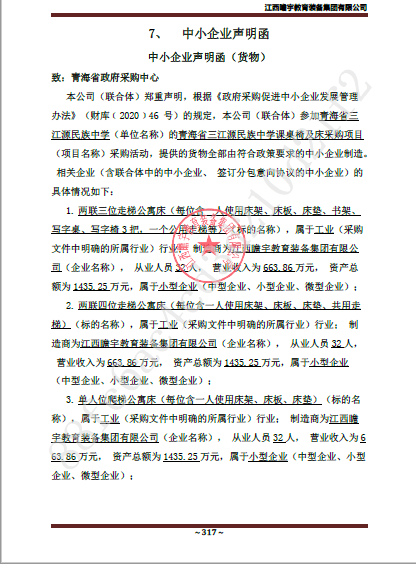 江西瞻宇教育装备集团有限公司
7、 中小企业声明函
中小企业声明函（货物）
致：青海省政府采购中心
本公司（联合体）郑重声明，根据《政府采购促进中小企业发展管理
办法》（财库﹝2020﹞46 号）的规定，本公司（联合体）参加青海省三
江源民族中学（单位名称）的青海省三江源民族中学课桌椅及床采购项目
（项目名称）采购活动，提供的货物全部由符合政策要求的中小企业制造。
相关企业（含联合体中的中小企业、 签订分包意向协议的中小企业）的
具体情况如下：
1. 两联三位走梯公寓床（每位含一人使用床架、床板、床垫、书架、
写字桌、写字椅 3 把，一个公用走梯等）（标的名称），属于工业（采购
文件中明确的所属行业）行业； 制造商为江西瞻宇教育装备集团有限公
司（企业名称）， 从业人员 32 人， 营业收入为 663.86 万元， 资产总
额为 1435.25 万元，属于小型企业（中型企业、小型企业、微型企业）；
2. 两联四位走梯公寓床（每位含一人使用床架、床板、床垫、共用走
梯）（标的名称），属于工业（采购文件中明确的所属行业）行业； 制
造商为江西瞻宇教育装备集团有限公司（企业名称）， 从业人员 32 人，
营业收入为 663.86 万元， 资产总额为 1435.25 万元，属于小型企业
（中型企业、小型企业、微型企业）；
3. 单人位爬梯公寓床（每位含一人使用床架、床板、床垫）（标的名
称），属于工业（采购文件中明确的所属行业）行业； 制造商为江西瞻
宇教育装备集团有限公司（企业名称）， 从业人员 32 人， 营业收入为 6
63.86 万元， 资产总额为 1435.25 万元，属于小型企业（中型企业、小型
企业、微型企业）；
～317～